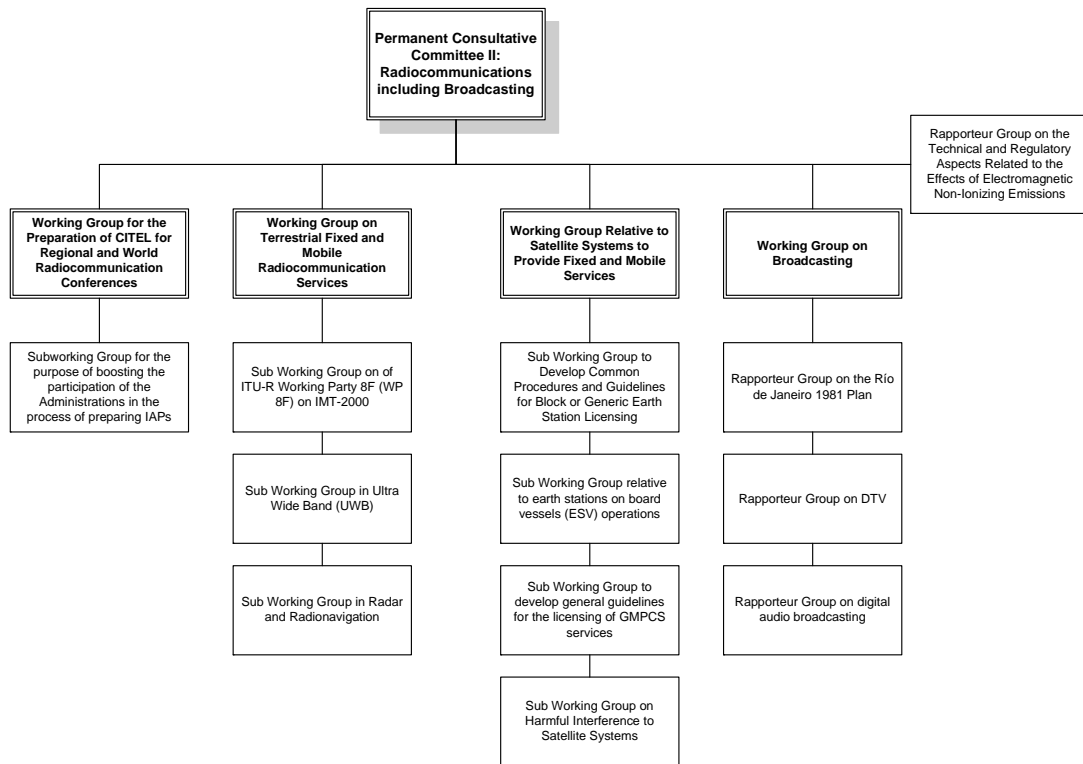 Permanent Consultative
Committee II:
Radiocommunications
including Broadcasting
Rapporteur Group on the
Technical and Regulatory
Aspects Related to the
Effects of Electromagnetic
Non-Ionizing Emissions
Working Group for the
Preparation of CITEL for
Regional and World
Radiocommunication
Conferences
Working Group on
Terrestrial Fixed and
Mobile
Radiocommunication
Services
Working Group Relative to
Satellite Systems to
Provide Fixed and Mobile
Services
Working Group on
Broadcasting
Subworking Group for the
purpose of boosting the
participation of the
Administrations in the
process of preparing IAPs
Sub Working Group on of
ITU-R Working Party 8F (WP
8F) on IMT-2000
Sub Working Group to
Develop Common
Procedures and Guidelines
for Block or Generic Earth
Station Licensing
Rapporteur Group on the Río
de Janeiro 1981 Plan
Sub Working Group in Ultra
Wide Band (UWB)
Sub Working Group relative
to earth stations on board
vessels (ESV) operations
Rapporteur Group on DTV
Sub Working Group in Radar
and Radionavigation
Sub Working Group to
develop general guidelines
for the licensing of GMPCS
services
Rapporteur Group on digital
audio broadcasting
Sub Working Group on
Harmful Interference to
Satellite Systems